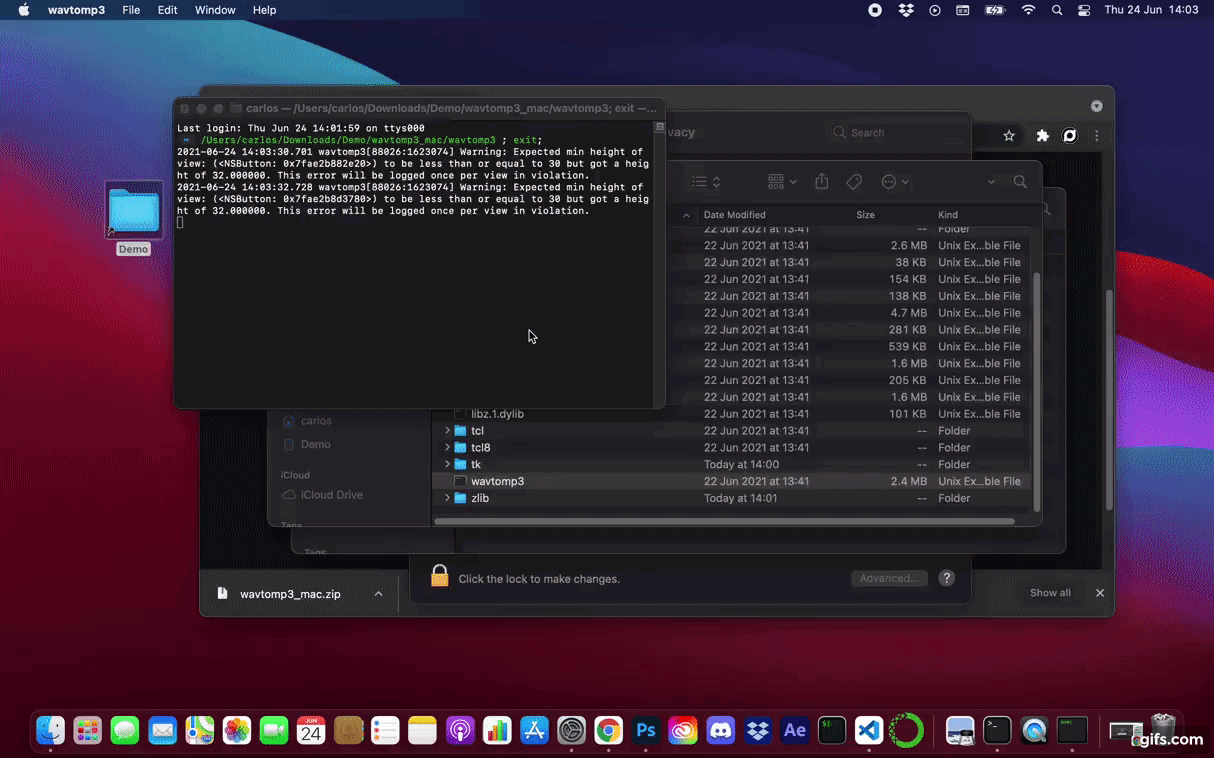 wavtomp3 File Edit Window Help Thu 24 Jun 14:03
carlos — /Users/carlos/Downloads/Demo/wavtomp3_mac/wavtomp3; exit —...
Last login: Thu Jun 24 14:01:59 on ttys000
/Users/carlos/Downloads/Demo/wavtomp3_mac/wavtomp3 ; exit;
2021-06-24 14:03:30.701 wavtomp3[88026:1623074] Warning: Expected min height of
view: (<NSButton: 0x7fae2b882e20>) to be less than or equal to 30 but got a heig
ht of 32.000000. This error will be logged once per view in violation.
2021-06-24 14:03:32.728 wavtomp3[88026:1623074] Warning: Expected min height of
view: (<NSButton: 0x7fae2b8d3780>) to be less than or equal to 30 but got a heig
ht of 32.000000. This error will be logged once per view in violation.
Demo
vacy Search
Date Modified Size Kind
22 Jun 2021 at 13:41 -- Folder
22 Jun 2021 at 13:41 2.6 MB Unix Ex...ble File
22 Jun 2021 at 13:41 38 KB Unix Ex...ble File
22 Jun 2021 at 13:41 154 KB Unix Ex...ble File
22 Jun 2021 at 13:41 138 KB Unix Ex...ble File
22 Jun 2021 at 13:41 4.7 MB Unix Ex...ble File
22 Jun 2021 at 13:41 281 KB Unix Ex...ble File
22 Jun 2021 at 13:41 539 KB Unix Ex...ble File
22 Jun 2021 at 13:41 1.6 MB Unix Ex...ble File
22 Jun 2021 at 13:41 205 KB Unix Ex...ble File
22 Jun 2021 at 13:41 1.6 MB Unix Ex...ble File
libz.1.dylib 22 Jun 2021 at 13:41 101 KB Unix Ex...ble File
tcl 22 Jun 2021 at 13:41 -- Folder
tcl8 22 Jun 2021 at 13:41 -- Folder
tk Today at 14:00 -- Folder
wavtomp3 22 Jun 2021 at 13:41 2.4 MB Unix Ex...ble File
zlib Today at 14:01 -- Folder
carlos
Demo
iCloud
iCloud Drive
Tags
Tags
Click the lock to make changes. Advanced... ?
wavtomp3_mac.zip Show all
JUN
24
Ps
Ae
gifs.com